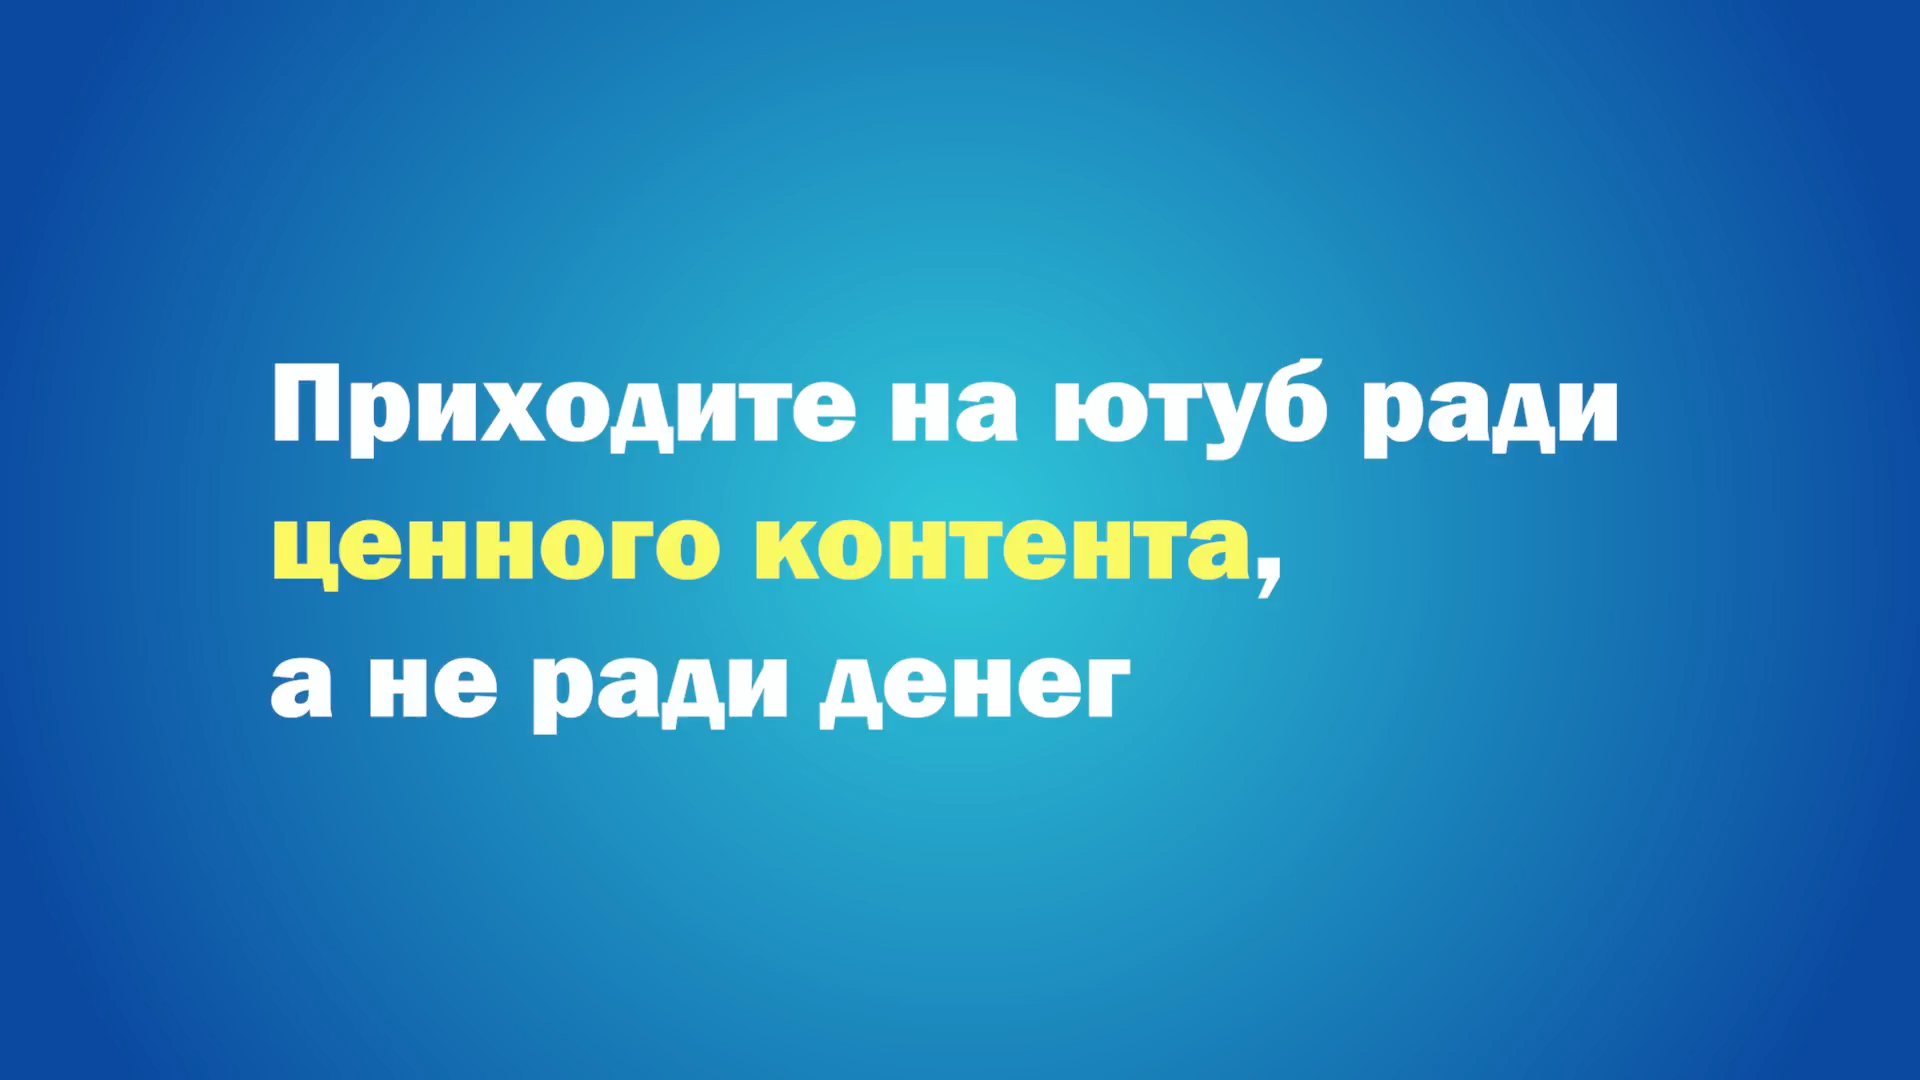 Приходите на ютуб ради
ценного контента,
а не ради денег